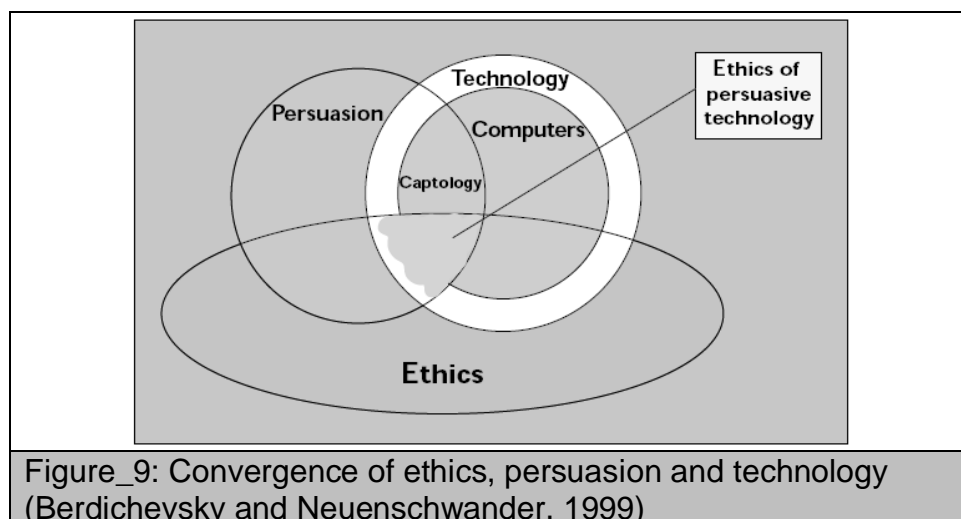 Technology
Ethics of
persuasive
technology
Persuasion
Computers
Captology
Ethics
Figure_9: Convergence of ethics, persuasion and technology
(Berdichevsky and Neuenschwander, 1999)